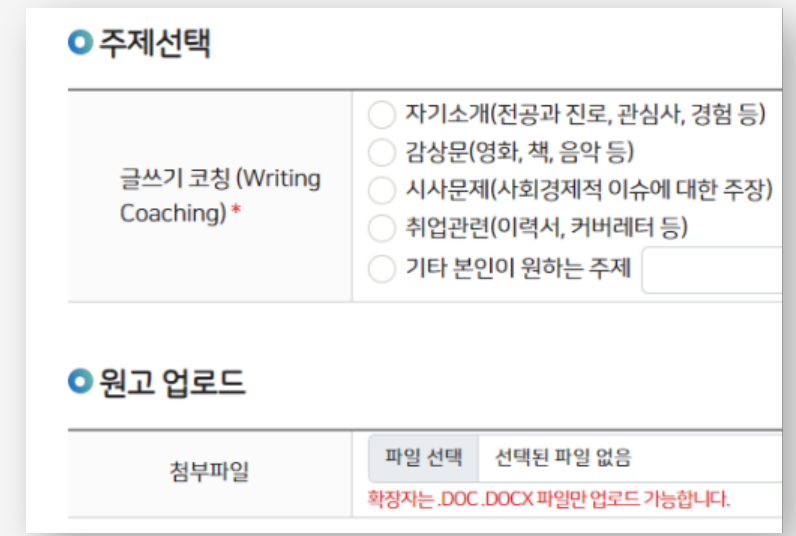 주제선택
글쓰기 코칭 (Writing
Coaching) *
자기소개(전공과 진로, 관심사, 경험 등)
감상문(영화, 책, 음악 등)
시사문제(사회경제적 이슈에 대한 주장)
취업관련(이력서, 커버레터 등)
기타 본인이 원하는 주제
원고 업로드
첨부파일
파일 선택 선택된 파일 없음
확장자는 .DOC .DOCX 파일만 업로드 가능합니다.